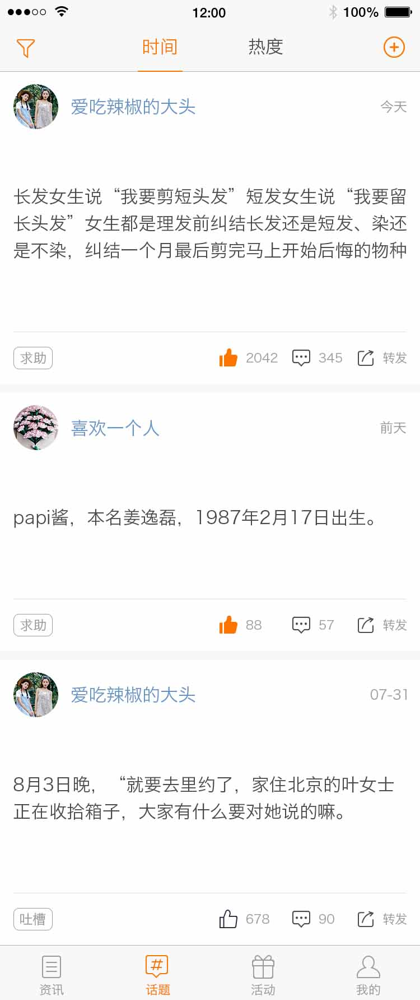 12:00
100%
时间
热度
爱吃辣椒的大头
今天
长发女生说“我要剪短头发”短发女生说“我要留
长头发”女生都是理发前纠结长发还是短发、染还
是不染，纠结一个月最后剪完马上开始后悔的物种
求助
2042
345
转发
喜欢一个人
前天
papi酱，本名姜逸磊，1987年2月17日出生。
求助
88
57
转发
爱吃辣椒的大头
07-31
8月3日晚，“就要去里约了，家住北京的叶女士
正在收拾箱子，大家有什么要对她说的嘛。
吐槽
678
90
转发
资讯
#
话题
活动
我的